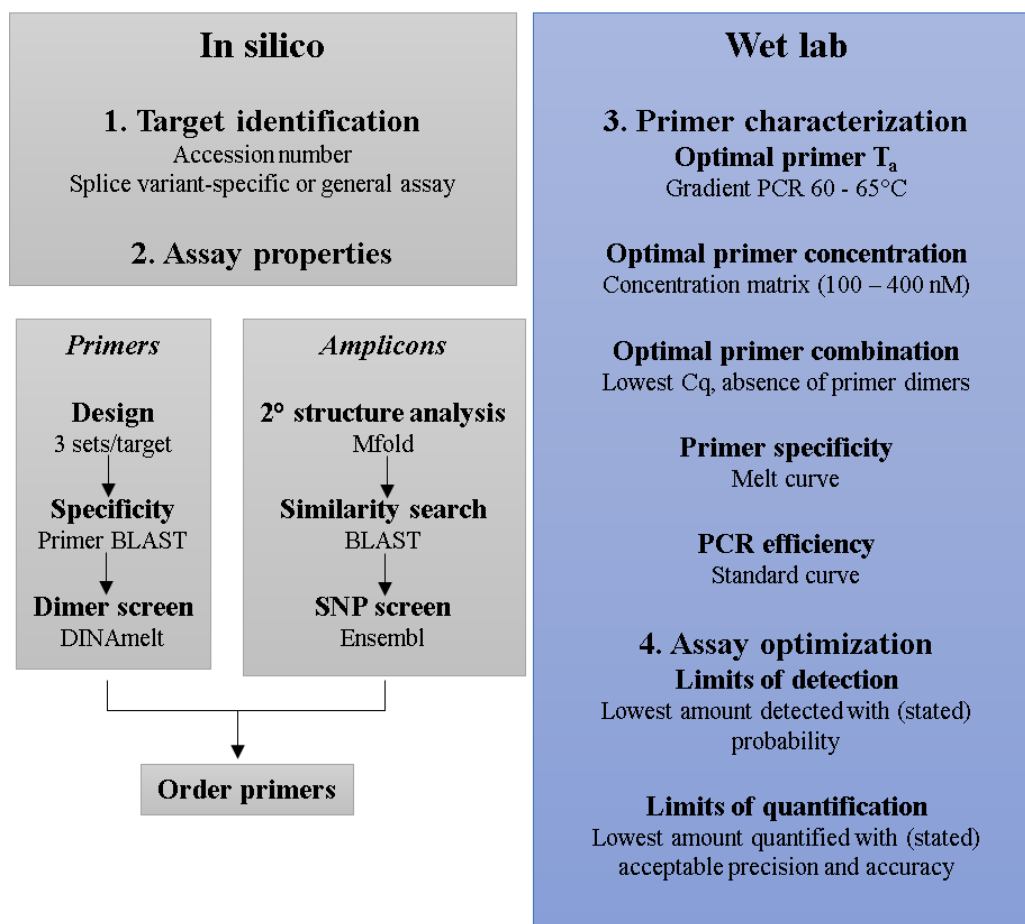 In silico
1. Target identification
Accession number
Splice variant-specific or general assay
2. Assay properties
Primers
Design
3 sets/target
Specificity
Primer BLAST
Dimer screen
DINAmelt
Amplicons
2° structure analysis
Mfold
Similarity search
BLAST
SNP screen
Ensembl
Order primers
Wet lab
3. Primer characterization
Optimal primer Ta
Gradient PCR 60 - 65°C
Optimal primer concentration
Concentration matrix (100 – 400 nM)
Optimal primer combination
Lowest Cq, absence of primer dimers
Primer specificity
Melt curve
PCR efficiency
Standard curve
4. Assay optimization
Limits of detection
Lowest amount detected with (stated)
probability
Limits of quantification
Lowest amount quantified with (stated)
acceptable precision and accuracy